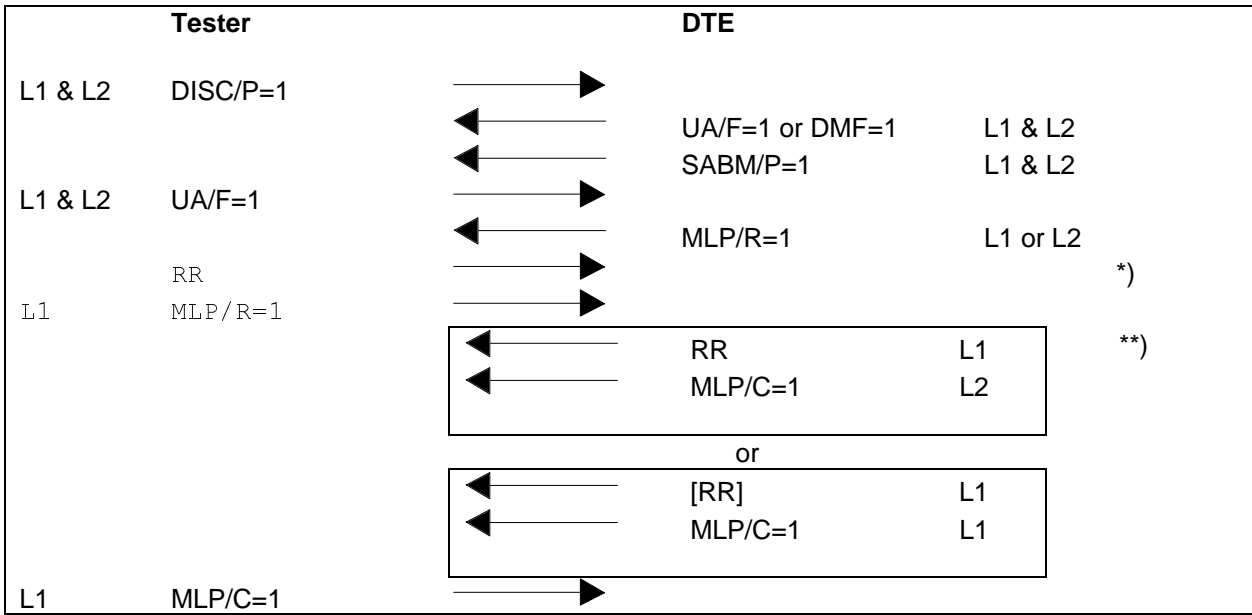 Tester DTE
L1 & L2 DISC/P=1
UA/F=1 or DMF=1 L1 & L2
SABM/P=1 L1 & L2
L1 & L2 UA/F=1
MLP/R=1 L1 or L2
RR *)
L1 MLP/R=1
RR L1 **)
MLP/C=1 L2
or
[RR] L1
MLP/C=1 L1
L1 MLP/C=1